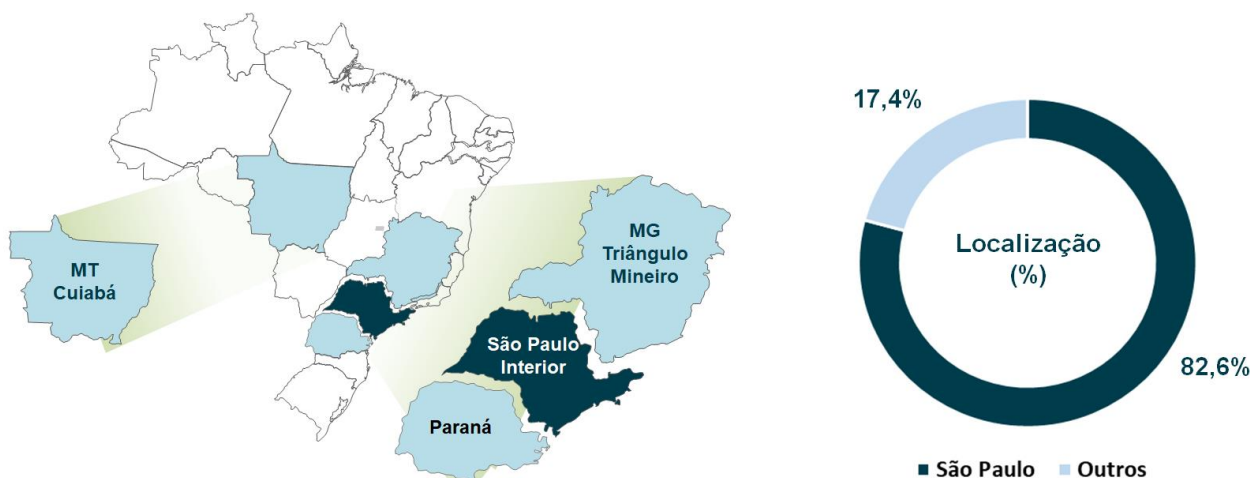 MT
Cuiabá
MG
Triângulo
Mineiro
São Paulo
Interior
Paraná
17,4%
Localização
(%)
82,6%
São Paulo
Outros